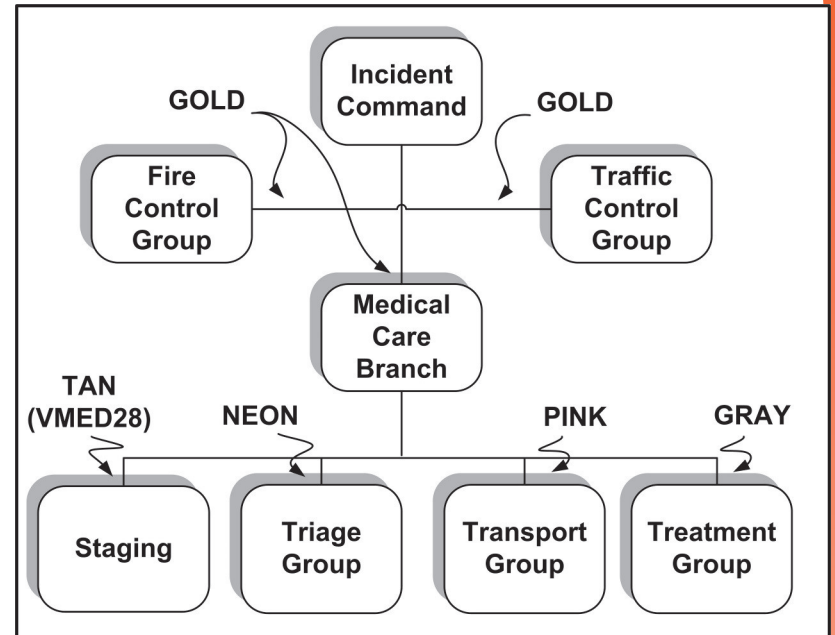 Incident
Command
GOLD
GOLD
Fire
Control
Group
Traffic
Control
Group
Medical
Care
Branch
TAN
(VMED28)
NEON
PINK
GRAY
Staging
Triage
Group
Transport
Group
Treatment
Group